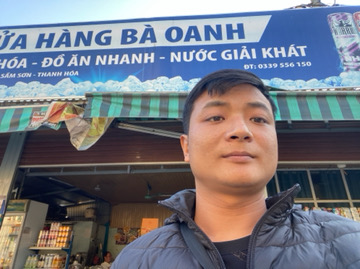 ỬA HÀNG BÀ OANH
HÓA - ĐỒ ĂN NHANH - NƯỚC GIẢI KHÁT
SẦM SƠN - THANH HÓA
ĐT: 0339 556 150